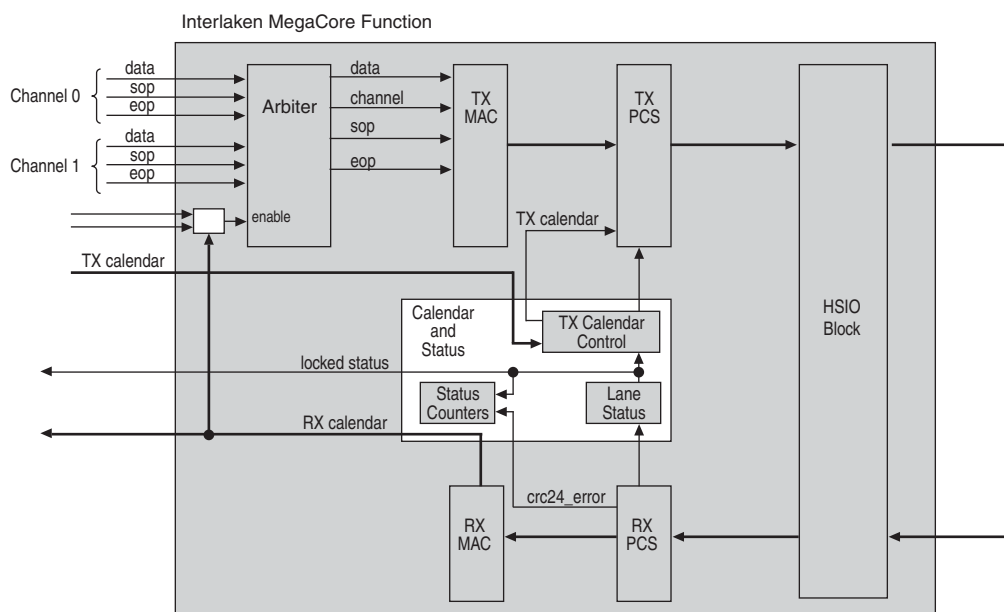 Interlaken MegaCore Function
Channel 0
data
sop
eop
Channel 1
data
sop
eop
Arbiter
enable
data
channel
sop
eop
TX
MAC
TX
PCS
HSIO
Block
TX calendar
TX calendar
Calendar
and
Status
TX Calendar
Control
locked status
Status
Counters
Lane
Status
RX calendar
crc24_error
RX
MAC
RX
PCS